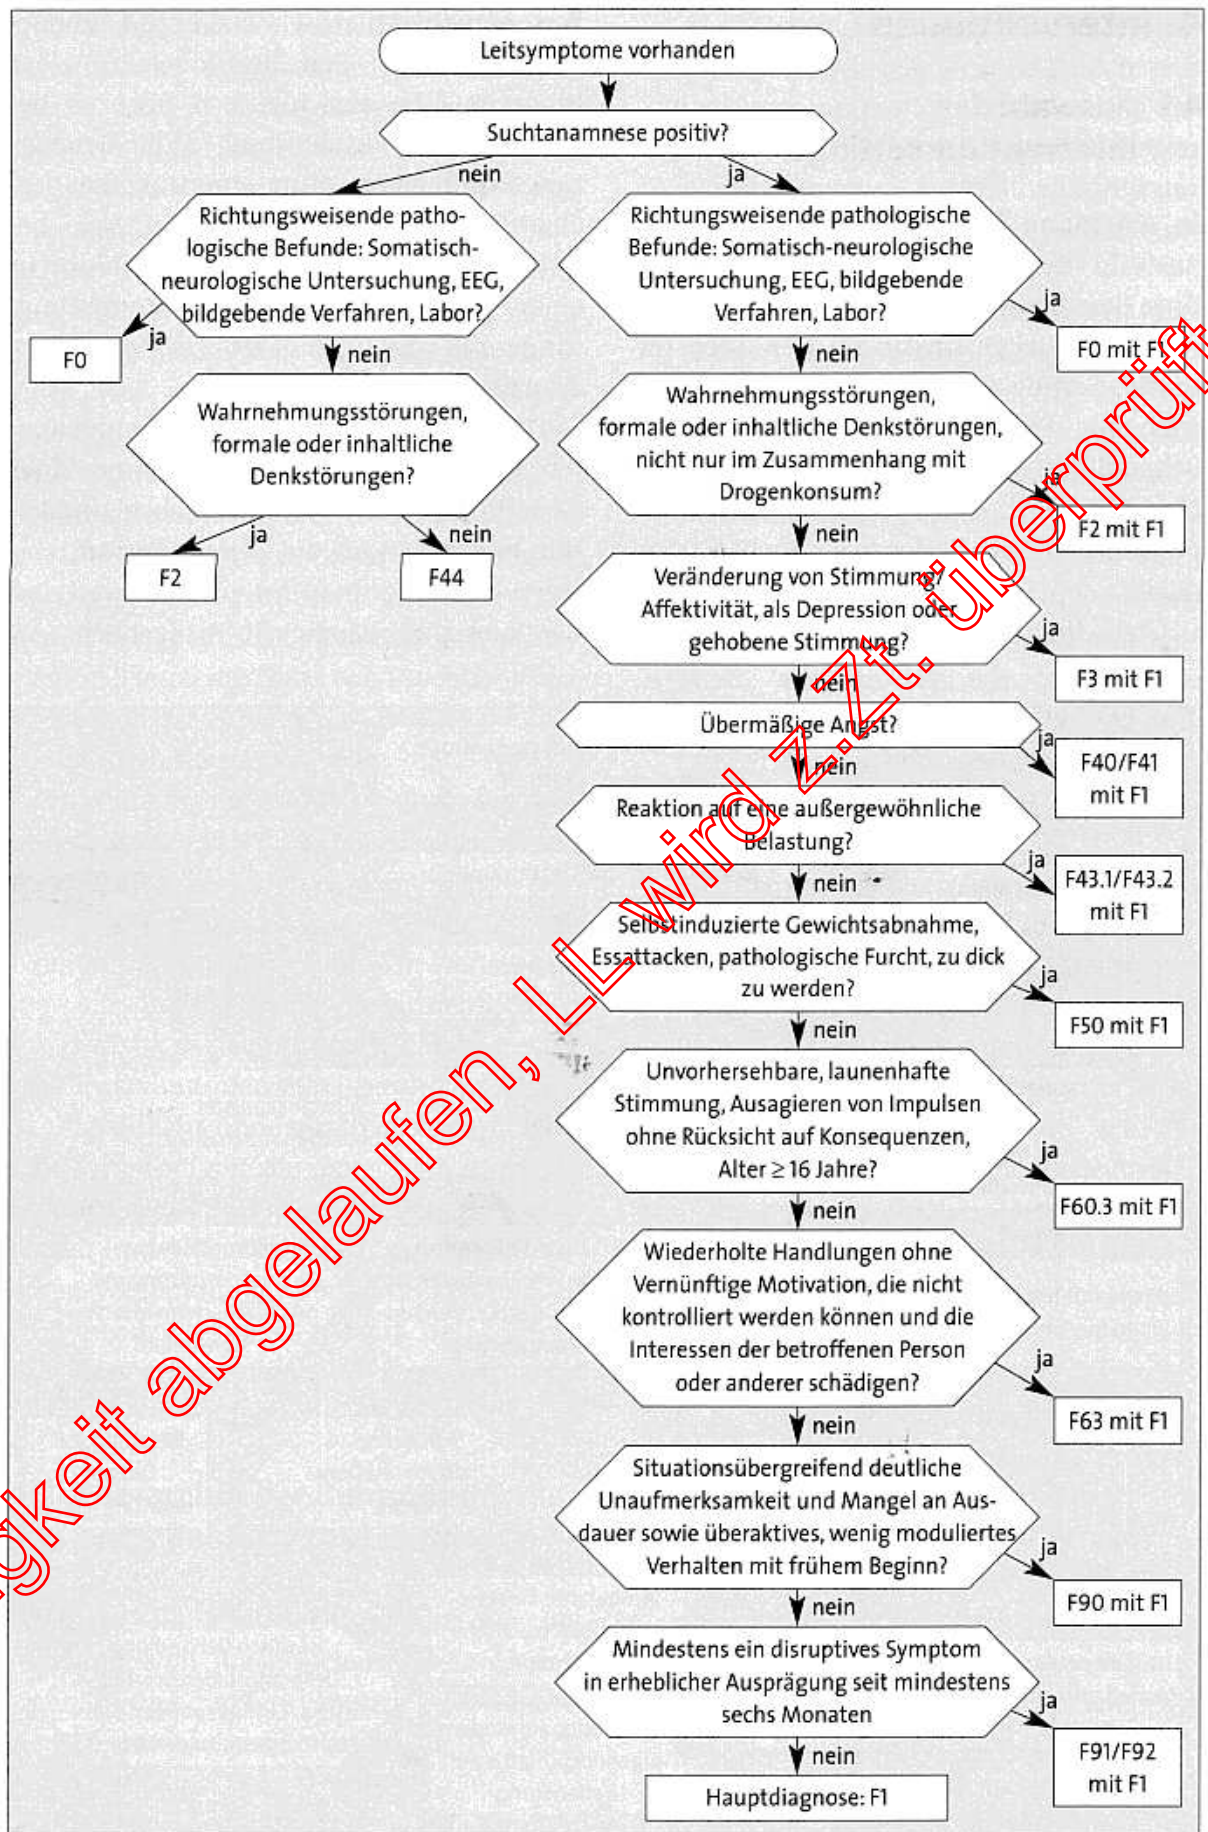 Leitsymptome vorhanden
Suchtanamnese positiv?
nein
ja
Richtungsweisende patho-
logische Befunde: Somatisch-
neurologische Untersuchung, EEG,
bildgebende Verfahren, Labor?
ja
F0
nein
Wahrnehmungsstörungen,
formale oder inhaltliche
Denkstörungen?
ja
nein
F2
F44
Richtungsweisende pathologische
Befunde: Somatisch-neurologische
Untersuchung, EEG, bildgebende
Verfahren, Labor?
ja
F0 mit F1
nein
Wahrnehmungsstörungen,
formale oder inhaltliche Denkstörungen,
nicht nur im Zusammenhang mit
Drogenkonsum?
ja
F2 mit F1
nein
Veränderung von Stimmung/
Affektivität, als Depression oder
gehobene Stimmung?
ja
F3 mit F1
nein
Übermäßige Angst?
ja
F40/F41
mit F1
nein
Reaktion auf eine außergewöhnliche
Belastung?
ja
F43.1/F43.2
mit F1
nein
Selbstinduzierte Gewichtsabnahme,
Essattacken, pathologische Furcht, zu dick
zu werden?
ja
F50 mit F1
nein
Unvorhersehbare, launenhafte
Stimmung, Ausagieren von Impulsen
ohne Rücksicht auf Konsequenzen,
Alter ≥ 16 Jahre?
ja
F60.3 mit F1
nein
Wiederholte Handlungen ohne
Vernünftige Motivation, die nicht
kontrolliert werden können und die
Interessen der betroffenen Person
oder anderer schädigen?
ja
F63 mit F1
nein
Situationsübergreifend deutliche
Unaufmerksamkeit und Mangel an Aus-
dauer sowie überaktives, wenig moduliertes
Verhalten mit frühem Beginn?
ja
F90 mit F1
nein
Mindestens ein disruptives Symptom
in erheblicher Ausprägung seit mindestens
sechs Monaten
ja
F91/F92
mit F1
nein
Hauptdiagnose: F1
gkeit abgelaufen, LL wird z.Zt. überprüft